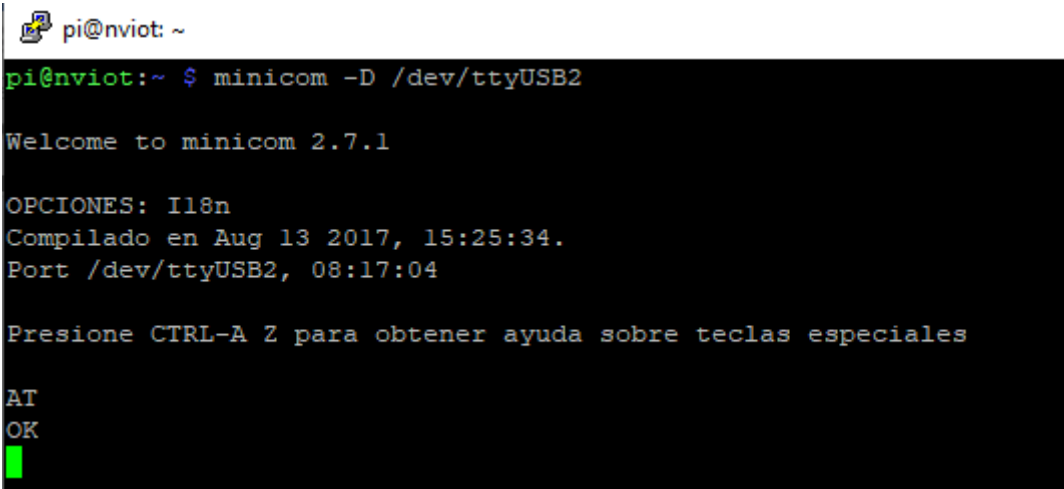 pi@nviot: ~
pi@nviot:~ $ minicom -D /dev/ttyUSB2
Welcome to minicom 2.7.1
OPCIONES: I18n
Compilado en Aug 13 2017, 15:25:34.
Port /dev/ttyUSB2, 08:17:04
Presione CTRL-A Z para obtener ayuda sobre teclas especiales
AT
OK